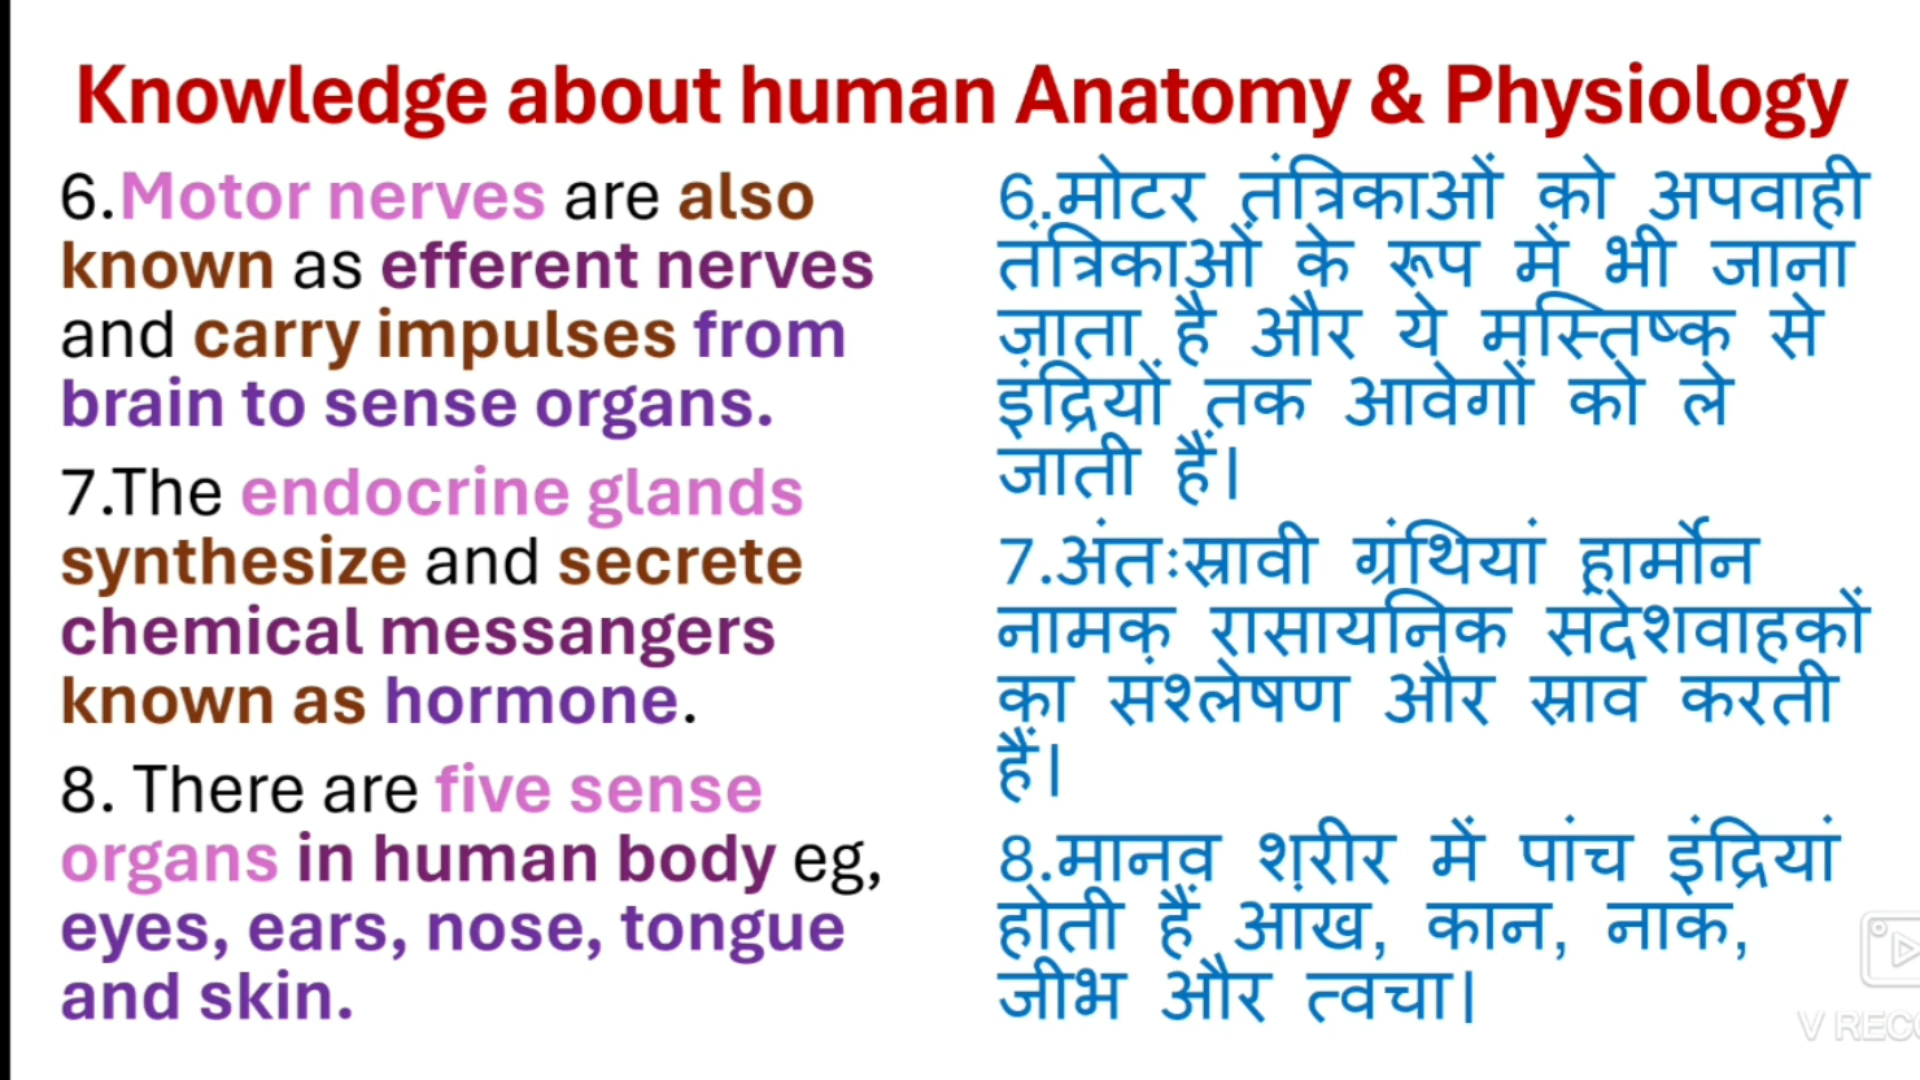 Knowledge about human Anatomy & Physiology
6.Motor nerves are also
known as efferent nerves
and carry impulses from
brain to sense organs.
7.The endocrine glands
synthesize and secrete
chemical messangers
known as hormone.
8. There are five sense
organs in human body eg,
eyes, ears, nose, tongue
and skin.
6.मोटर तंत्रिकाओं को अपवाही
तंत्रिकाओं के रूप में भी जाना
जाता है और ये मस्तिष्क से
इंद्रियों तक आवेगों को ले
जाती हैं।
7.अंतःस्रावी ग्रंथियां हार्मोन
नामक रासायनिक संदेशवाहकों
का संश्लेषण और स्राव करती
हैं।
8.मानव शरीर में पांच इंद्रियां
होती हैं आंख, कान, नाक,
जीभ और त्वचा।
V RECO